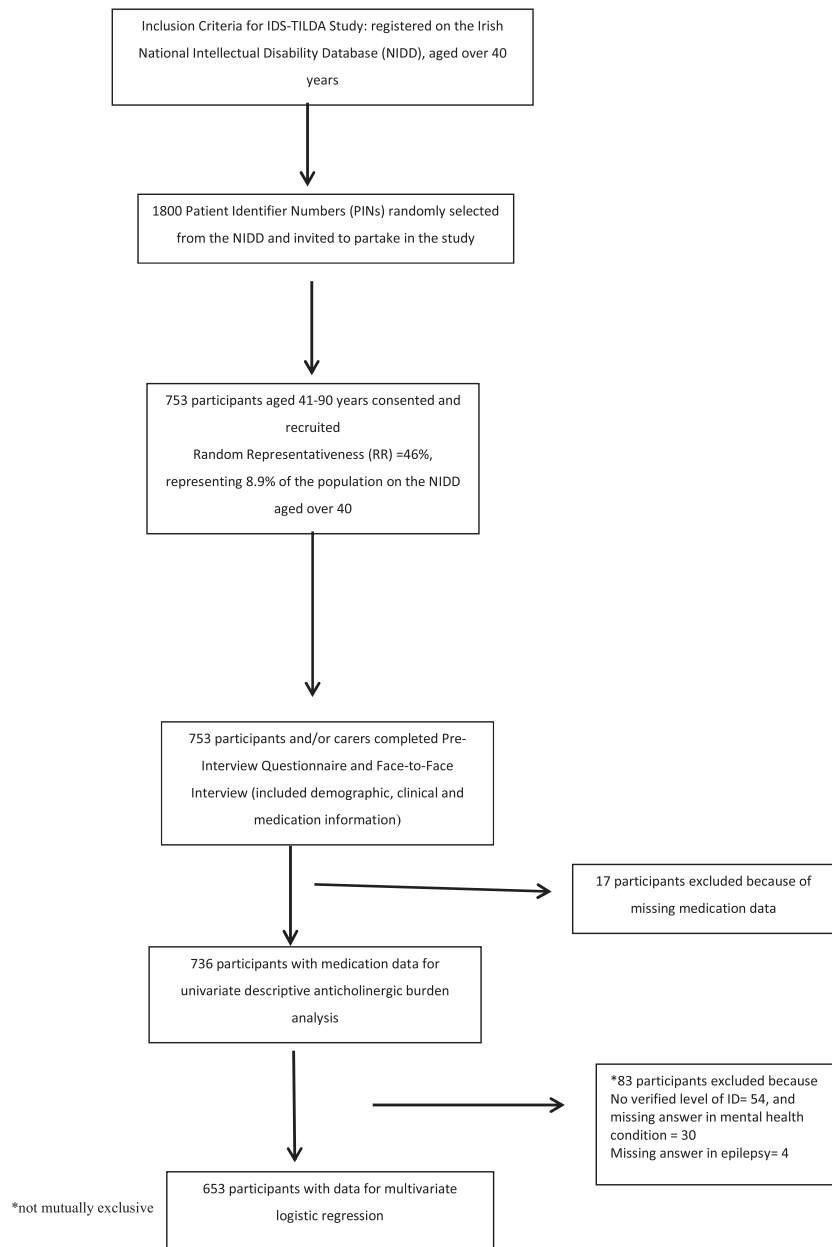 Inclusion Criteria for IDS-TILDA Study: registered on the Irish
National Intellectual Disability Database (NIDD), aged over 40
years
1800 Patient Identifier Numbers (PINs) randomly selected
from the NIDD and invited to partake in the study
753 participants aged 41-90 years consented and
recruited
Random Representativeness (RR) =46%,
representing 8.9% of the population on the NIDD
aged over 40
753 participants and/or carers completed Pre-
Interview Questionnaire and Face-to-Face
Interview (included demographic, clinical and
medication information)
17 participants excluded because of
missing medication data
736 participants with medication data for
univariate descriptive anticholinergic burden
analysis
*83 participants excluded because
No verified level of ID= 54, and
missing answer in mental health
condition = 30
Missing answer in epilepsy= 4
653 participants with data for multivariate
logistic regression
*not mutually exclusive